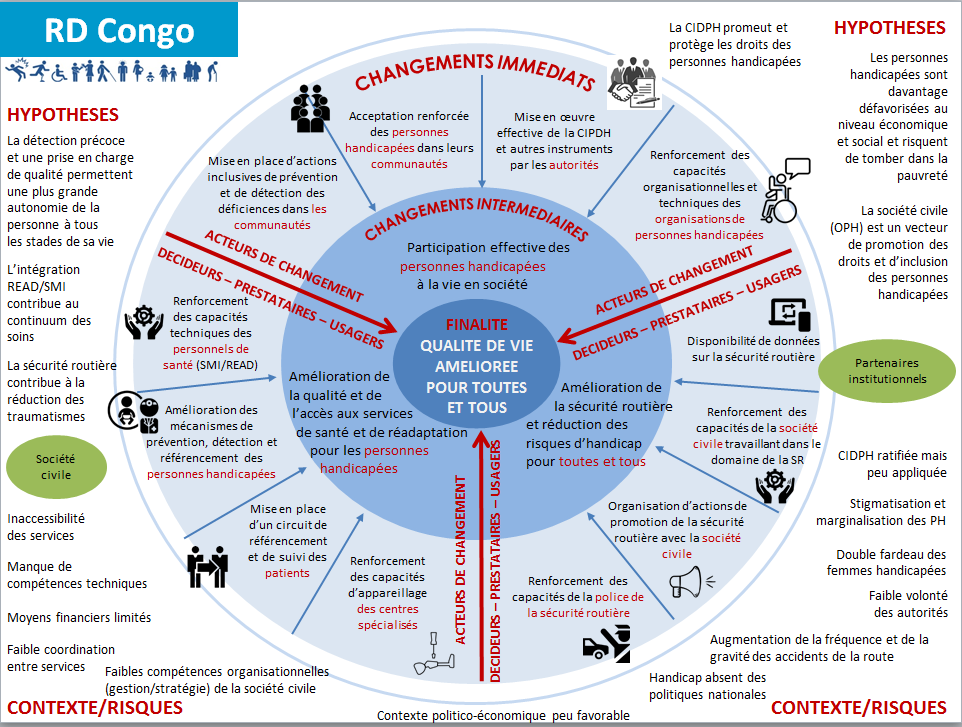 RD Congo
HYPOTHESES
La détection précoce
et une prise en charge
de qualité permettent
une plus grande
autonomie de la
personne à tous
les stades de sa vie
L'intégration
READ/SMI
contribue au
continuum des
soins
La sécurité routière
contribue à la
réduction des
traumatismes
Société
civile
Inaccessibilité
des services
Manque de
compétences techniques
Moyens financiers limités
Faible coordination
entre services
Faibles compétences organisationnelles
(gestion/stratégie) de la société civile
CONTEXTE/RISQUES
CHANGEMENTS IMMEDIATS
Mise en place d'actions
inclusives de prévention
et de détection des
déficiences dans les
communautés
Acceptation renforcée
des personnes
handicapées dans leurs
communautés
Mise en œuvre
effective de la CIPDH
et autres instruments
par les autorités
Renforcement des
capacités
organisationnelles et
techniques des
organisations de
personnes handicapées
CHANGEMENTS INTERMEDIAIRES
Participation effective des
personnes handicapées
à la vie en société
ACTEURS DE CHANGEMENT
DECIDEURS – PRESTATAIRES – USAGERS
ACTEURS DE CHANGEMENT
DECIDEURS – PRESTATAIRES – USAGERS
FINALITE
QUALITE DE VIE
AMELIOREE
POUR TOUTES
ET TOUS
Renforcement
des capacités
techniques des
personnels de
santé (SMI/READ)
Amélioration des
mécanismes de
prévention, détection et
référencement des
personnes handicapées
Mise en place
d'un circuit de
référencement
et de suivi des
patients
Renforcement
des capacités
d'appareillage
des centres
spécialisés
Amélioration de
la qualité et de
l'accès aux services
de santé et de réadaptation
pour les personnes
handicapées
Amélioration de
la sécurité routière
et réduction des
risques d'handicap
pour toutes et tous
ACTEURS DE CHANGEMENT
DECIDEURS – PRESTATAIRES – USAGERS
Disponibilité de données
sur la sécurité routière
Renforcement des
capacités de la société
civile travaillant dans le
domaine de la SR
Organisation d'actions de
promotion de la sécurité
routière avec la société
civile
Renforcement des
capacités de la police de
la sécurité routière
La CIDPH promeut et
protège les droits des
personnes handicapées
HYPOTHESES
Les personnes
handicapées sont
davantage
défavorisées au
niveau économique
et social et risquent
de tomber dans la
pauvreté
La société civile
(OPH) est un vecteur
de promotion des
droits et d'inclusion
des personnes
handicapées
Partenaires
institutionnels
CIDPH ratifiée mais
peu appliquée
Stigmatisation et
marginalisation des PH
Double fardeau des
femmes handicapées
Faible volonté
des autorités
Augmentation de la fréquence et de la
gravité des accidents de la route
Handicap absent des
politiques nationales
Contexte politico-économique peu favorable
CONTEXTE/RISQUES